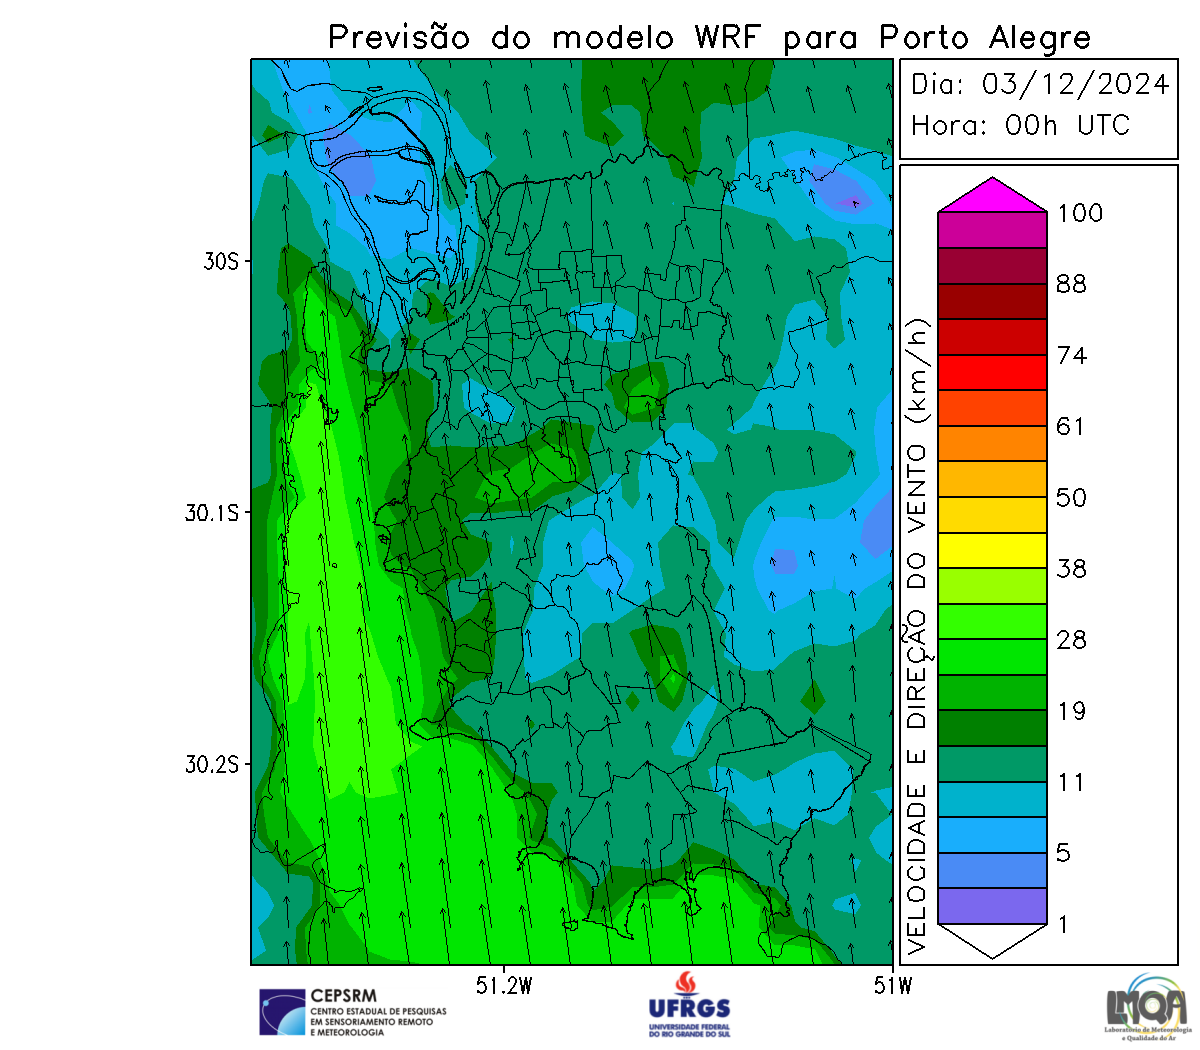 Previsão do modelo WRF para Porto Alegre
Dia: 03/12/2024
Hora: 00h UTC
30S
30.1S
30.2S
51.2W
51W
VELOCIDADE E DIREÇÃO DO VENTO (km/h)
100
88
74
61
50
38
28
19
11
5
1
CEPSRM
CENTRO ESTADUAL DE PESQUISAS
EM SENSORIAMENTO REMOTO
E METEOROLOGIA
UFRGS
UNIVERSIDADE FEDERAL
DO RIO GRANDE DO SUL
LMQA
Laboratório de Meteorologia
e Qualidade do Ar